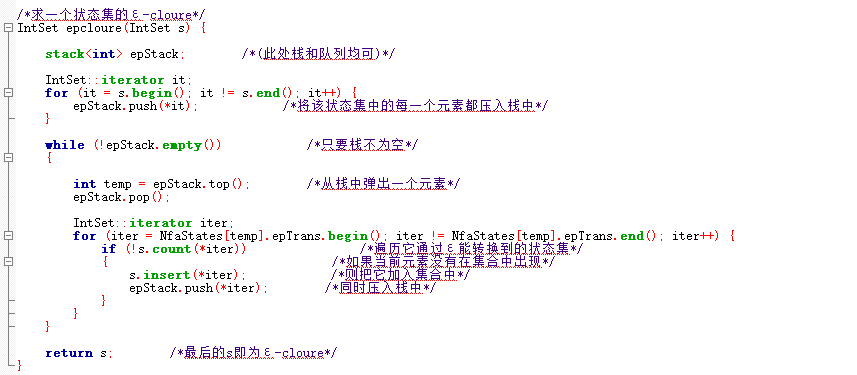 /*求一个状态集的ε-cloure*/
IntSet epcloure(IntSet s) {
stack<int> epStack; /*(此处栈和队列均可)*/
IntSet::iterator it;
for (it = s.begin(); it != s.end(); it++) {
epStack.push(*it); /*将该状态集中的每一个元素都压入栈中*/
}
while (!epStack.empty()) /*只要栈不为空*/
{
int temp = epStack.top(); /*从栈中弹出一个元素*/
epStack.pop();
IntSet::iterator iter;
for (iter = NfaStates[temp].epTrans.begin(); iter != NfaStates[temp].epTrans.end(); iter++) {
if (!s.count(*iter)) /*遍历它通过ε能转换到的状态集*/
{ /*如果当前元素没有在集合中出现*/
s.insert(*iter); /*则把它加入集合中*/
epStack.push(*iter); /*同时压入栈中*/
}
}
}
return s; /*最后的s即为ε-cloure*/
}